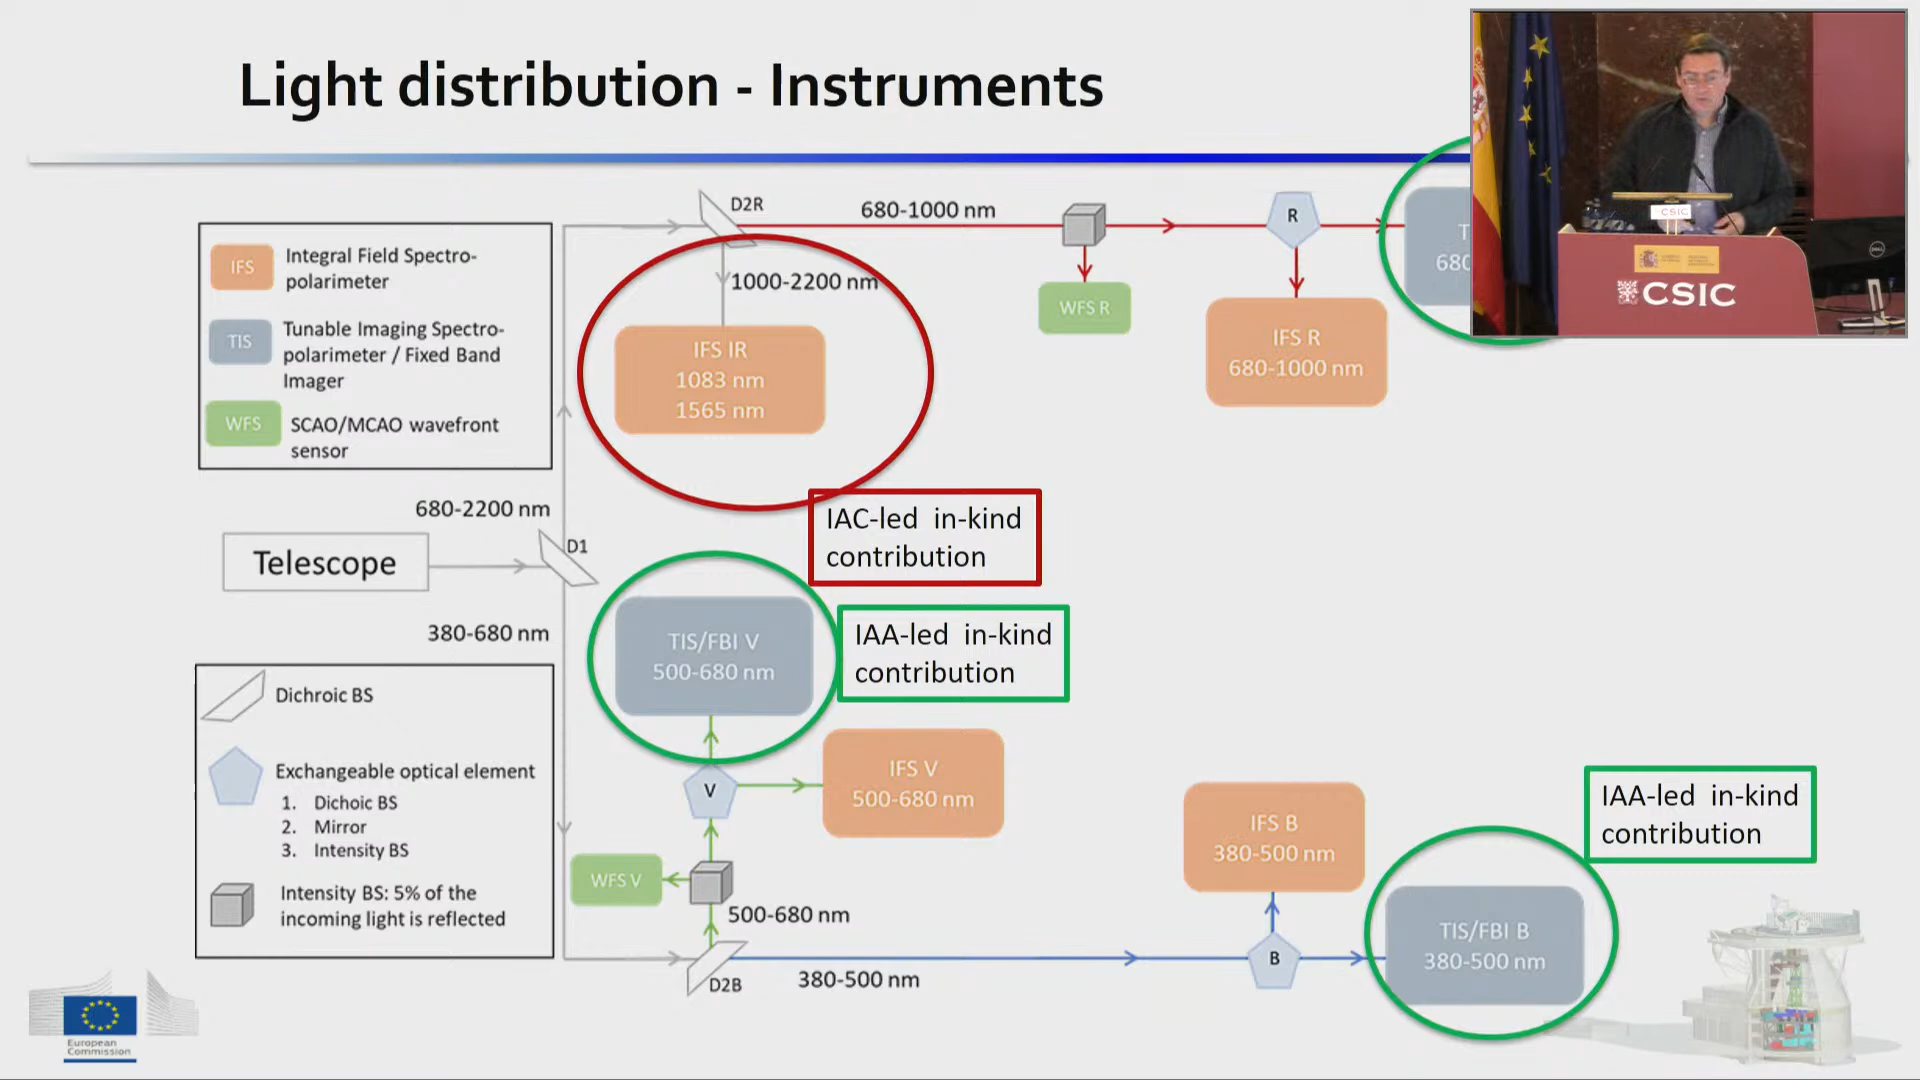 Light distribution - Instruments
IFS
Integral Field Spectro-
polarimeter
TIS
Tunable Imaging Spectro-
polarimeter / Fixed Band
Imager
WFS
SCAO/MCAO wavefront
sensor
D2R
680-1000 nm
R
1000-2200 nm
IFS IR
1083 nm
1565 nm
WFS R
IFS R
680-1000 nm
680
CSIC
CSIC
DELL
680-2200 nm
Telescope
D1
380-680 nm
IAC-led in-kind
contribution
TIS/FBI V
500-680 nm
IAA-led in-kind
contribution
Dichroic BS
Exchangeable optical element
1. Dichoic BS
2. Mirror
3. Intensity BS
Intensity BS: 5% of the
incoming light is reflected
V
IFS V
500-680 nm
WFS V
500-680 nm
D2B
380-500 nm
IFS B
380-500 nm
B
TIS/FBI B
380-500 nm
IAA-led in-kind
contribution
European
Commission